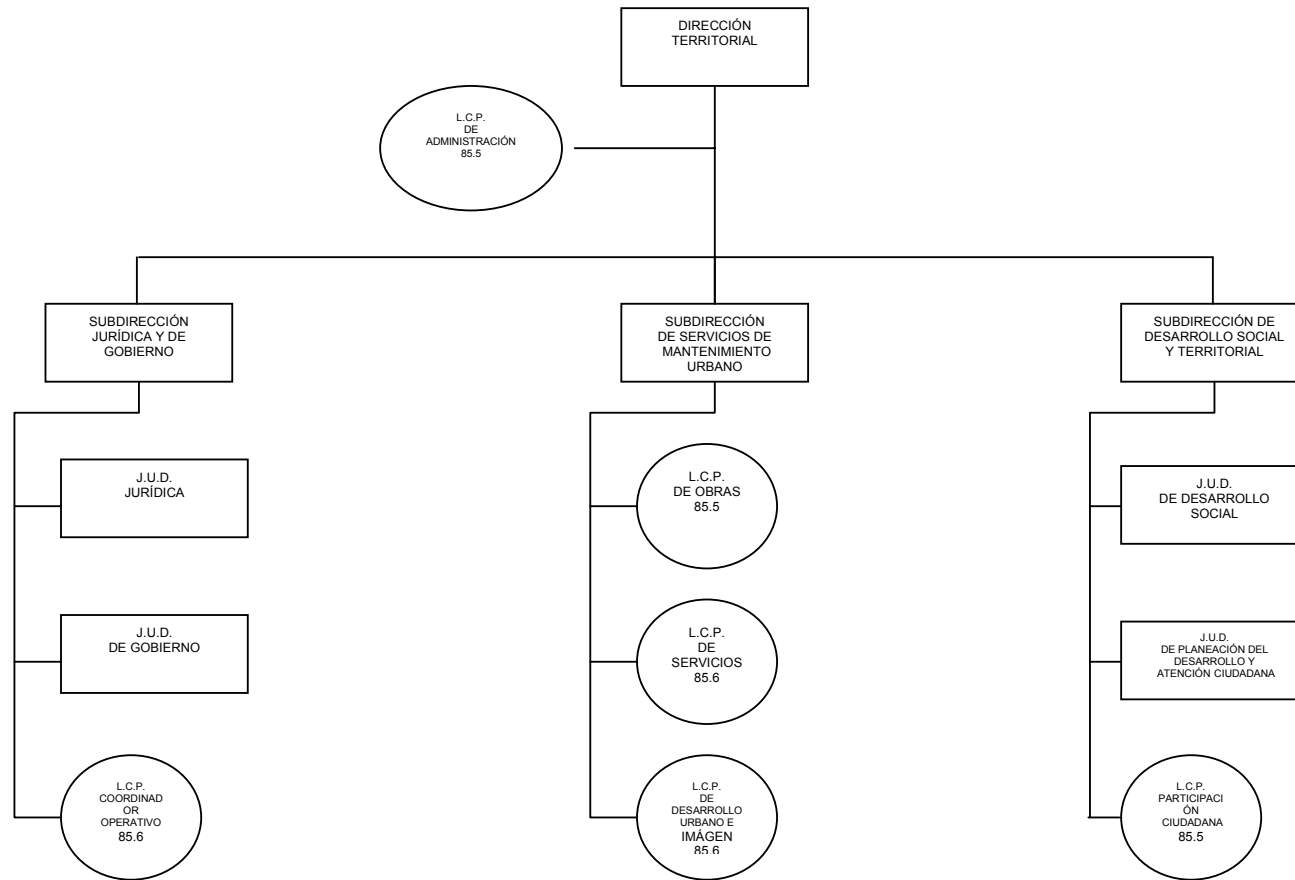 DIRECCIÓN
TERRITORIAL
L.C.P.
DE
ADMINISTRACIÓN
85.5
SUBDIRECCIÓN
JURÍDICA Y DE
GOBIERNO
SUBDIRECCIÓN
DE SERVICIOS DE
MANTENIMIENTO
URBANO
SUBDIRECCIÓN DE
DESARROLLO SOCIAL
Y TERRITORIAL
J.U.D.
JURÍDICA
L.C.P.
DE OBRAS
85.5
J.U.D.
DE DESARROLLO
SOCIAL
J.U.D.
DE GOBIERNO
L.C.P.
DE
SERVICIOS
85.6
J.U.D.
DE PLANEACIÓN DEL
DESARROLLO Y
ATENCIÓN CIUDADANA
L.C.P.
COORDINAD
OR
OPERATIVO
85.6
L.C.P.
DE
DESARROLLO
URBANO E
IMÁGEN
85.6
L.C.P.
PARTICIPACI
ÓN
CIUDADANA
85.5